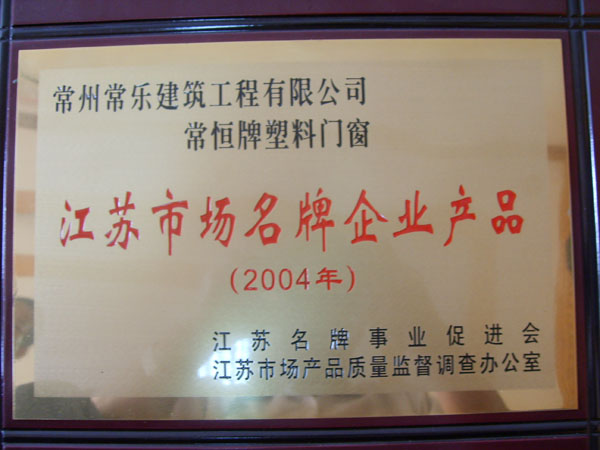 常州常乐建筑工程有限公司
常恒牌塑料门窗
江苏市场名牌企业产品
(2004年)
江苏名牌事业促进会
江苏市场产品质量监督调查办公室